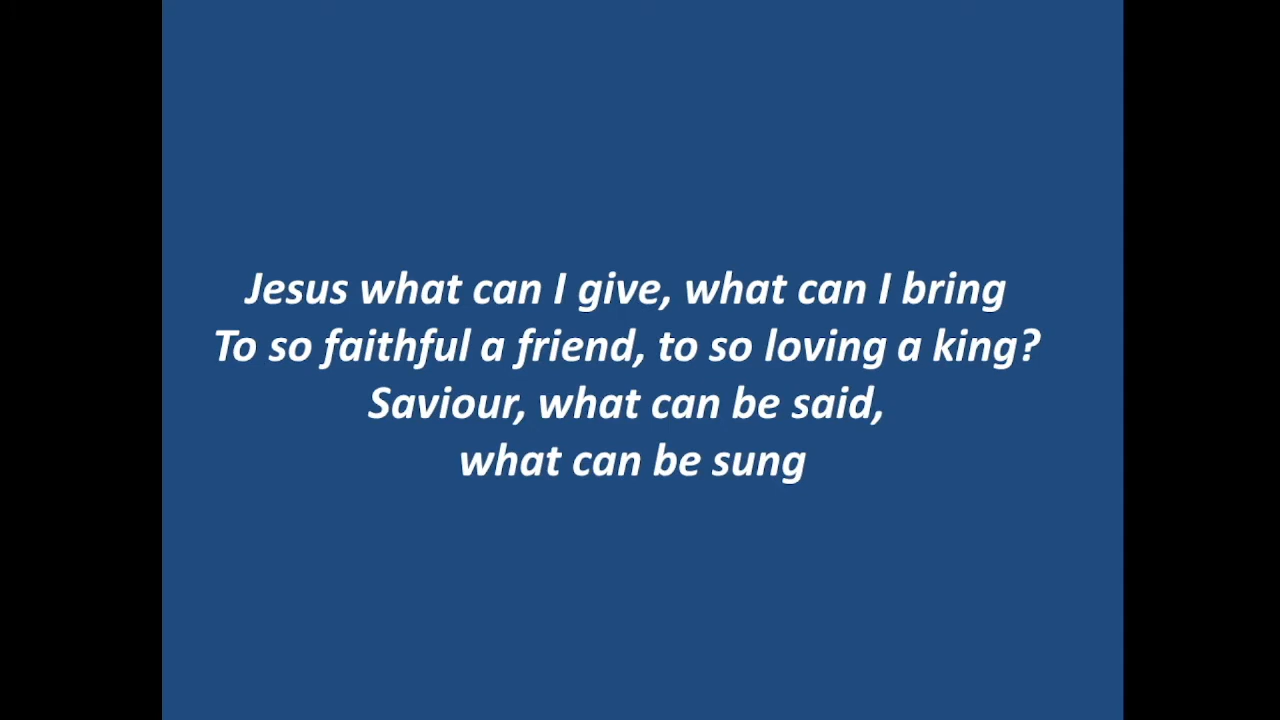 Jesus what can I give, what can I bring
To so faithful a friend, to so loving a king?
Saviour, what can be said,
what can be sung